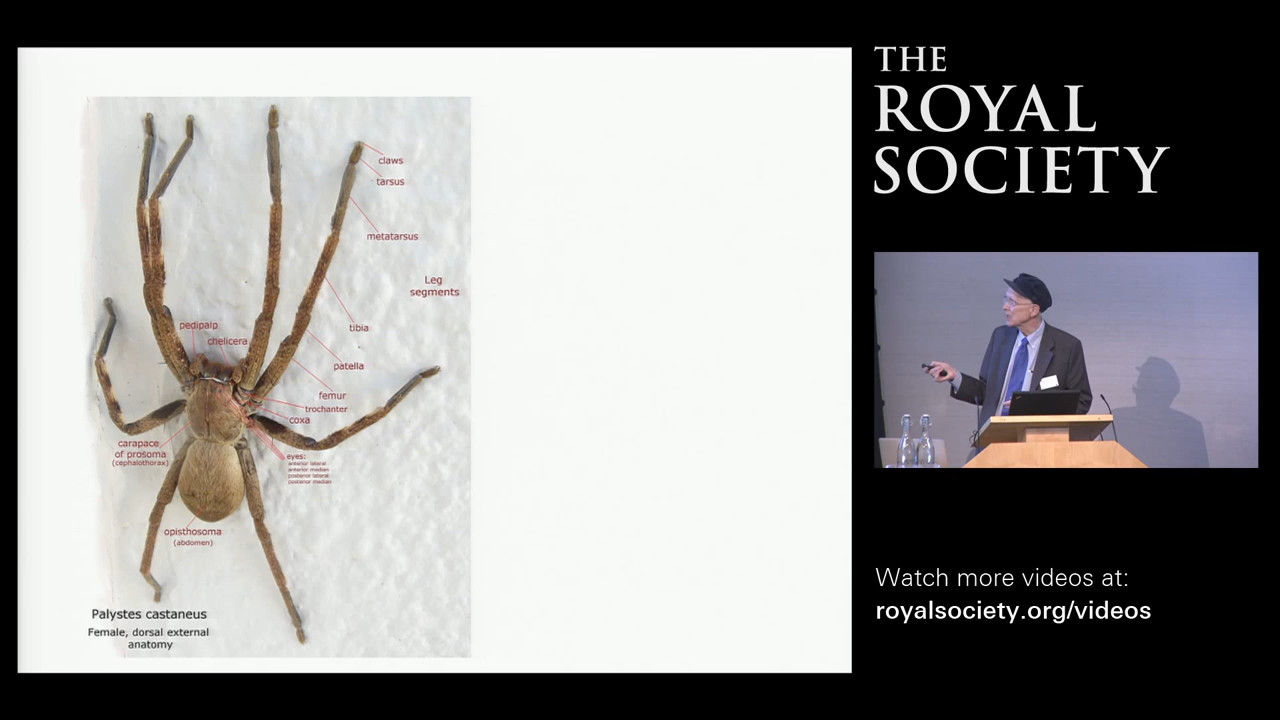 claws
tarsus
metatarsus
Leg
segments
tibia
pedipalp
chelicera
patella
femur
trochanter
coxa
carapace
of prosoma
(cephalothorax)
eyes:
anterior lateral
anterior median
posterior lateral
posterior median
opisthosoma
(abdomen)
Palystes castaneus
Female, dorsal external
anatomy
THE
ROYAL
SOCIETY
Watch more videos at:
royalsociety.org/videos